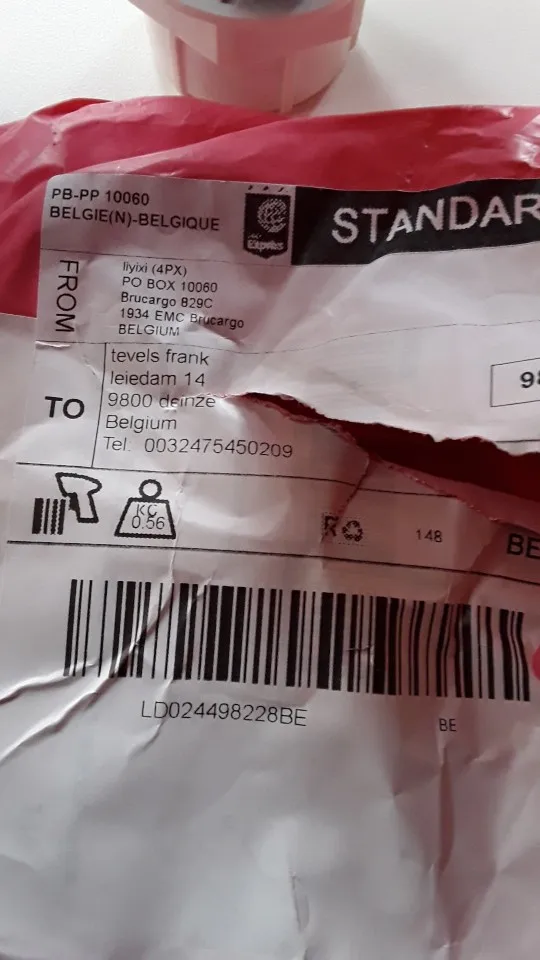 PB-PP 10060
BELGIE(N)-BELGIQUE
STANDAR
FROM
liyixi (4PX)
PO BOX 10060
Brucargo 829C
1934 EMC Brucargo
BELGIUM
98
TO
tevels frank
leiedam 14
9800 deinze
Belgium
Tel. 0032475450209
KG
0.56
R
148
BE
LD024498228BE
BE